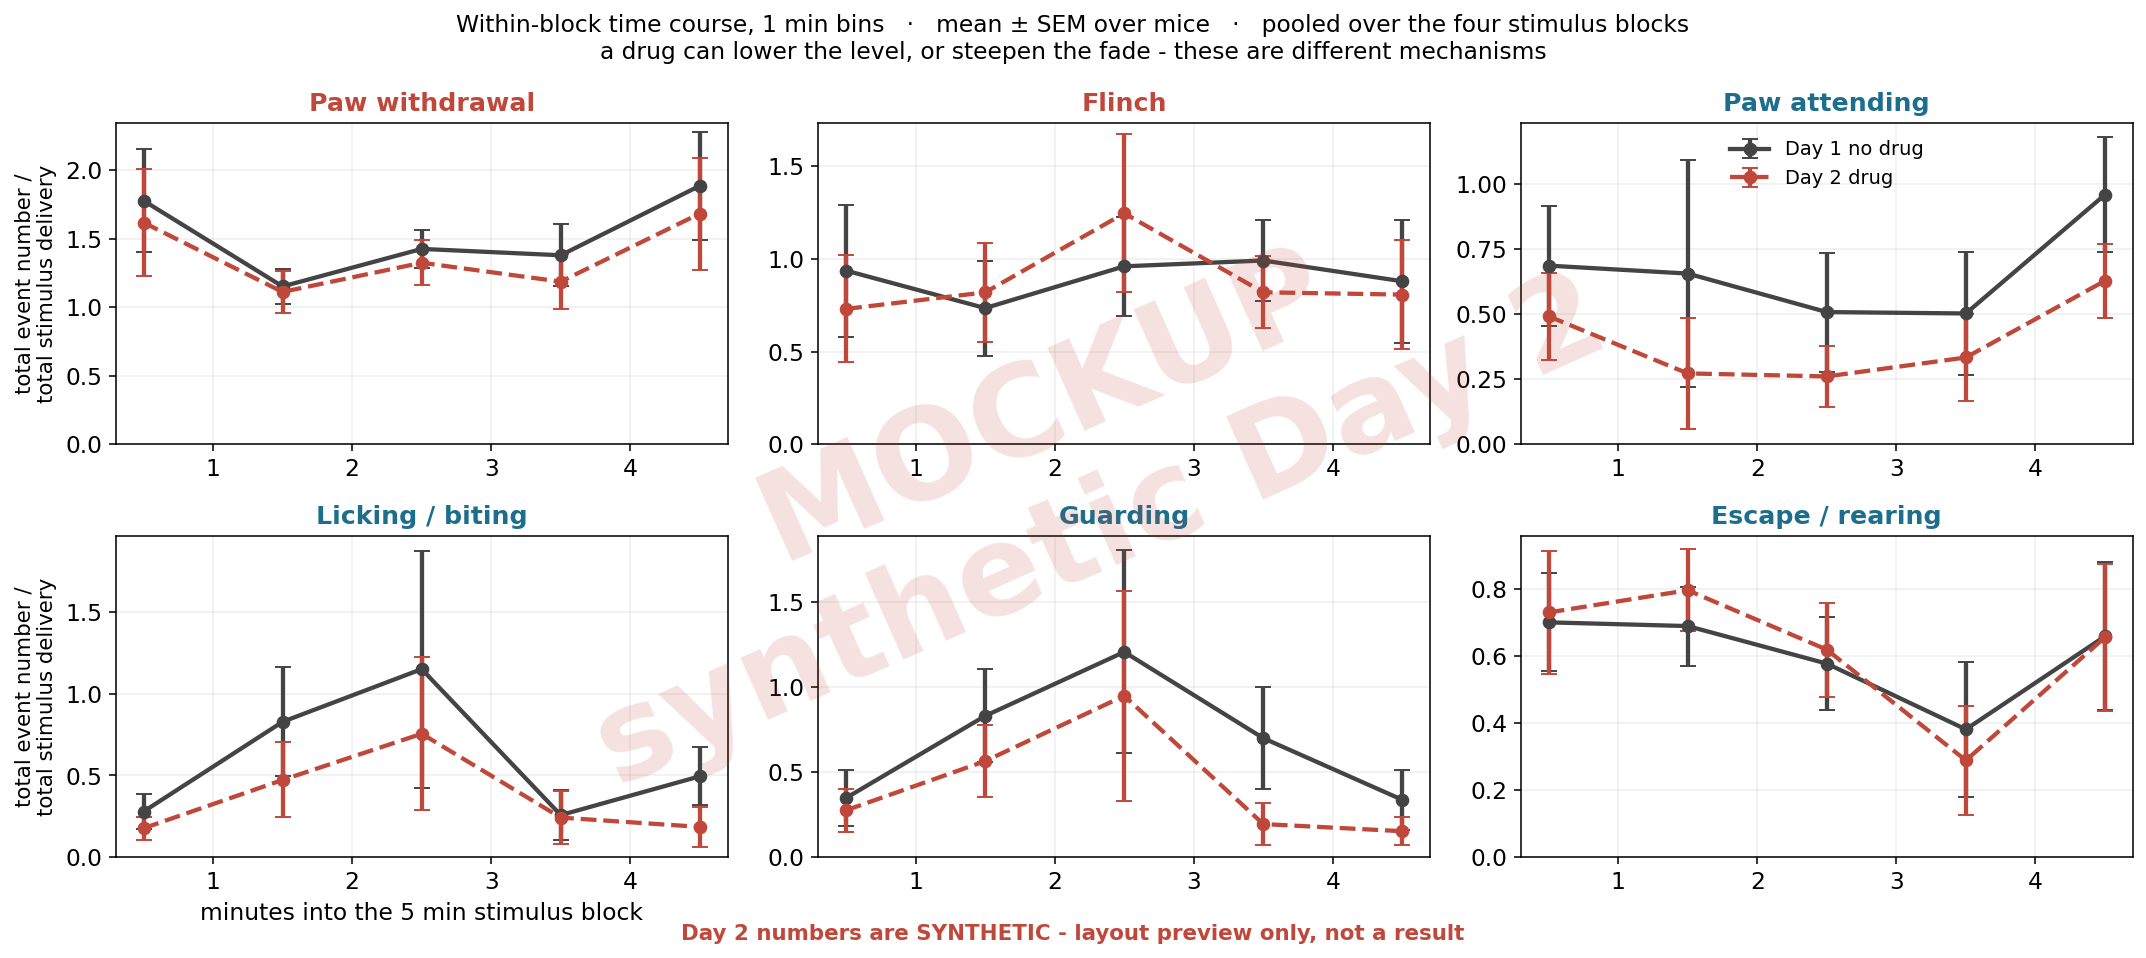 Within-block time course, 1 min bins   ·   mean ± SEM over mice   ·   pooled over the four stimulus blocks
a drug can lower the level, or steepen the fade - these are different mechanisms
Paw withdrawal
total event number /
total stimulus delivery
2.0
1.5
1.0
0.5
0.0
1 2 3 4
Flinch
1.5
1.0
0.5
0.0
1 2 3 4
Paw attending
Day 1 no drug
Day 2 drug
1.00
0.75
0.50
0.25
0.00
1 2 3 4
MOCKUP
synthetic Day 2
Licking / biting
total event number /
total stimulus delivery
1.5
1.0
0.5
0.0
1 2 3 4
minutes into the 5 min stimulus block
Guarding
1.5
1.0
0.5
0.0
1 2 3 4
Escape / rearing
0.8
0.6
0.4
0.2
0.0
1 2 3 4
Day 2 numbers are SYNTHETIC - layout preview only, not a result